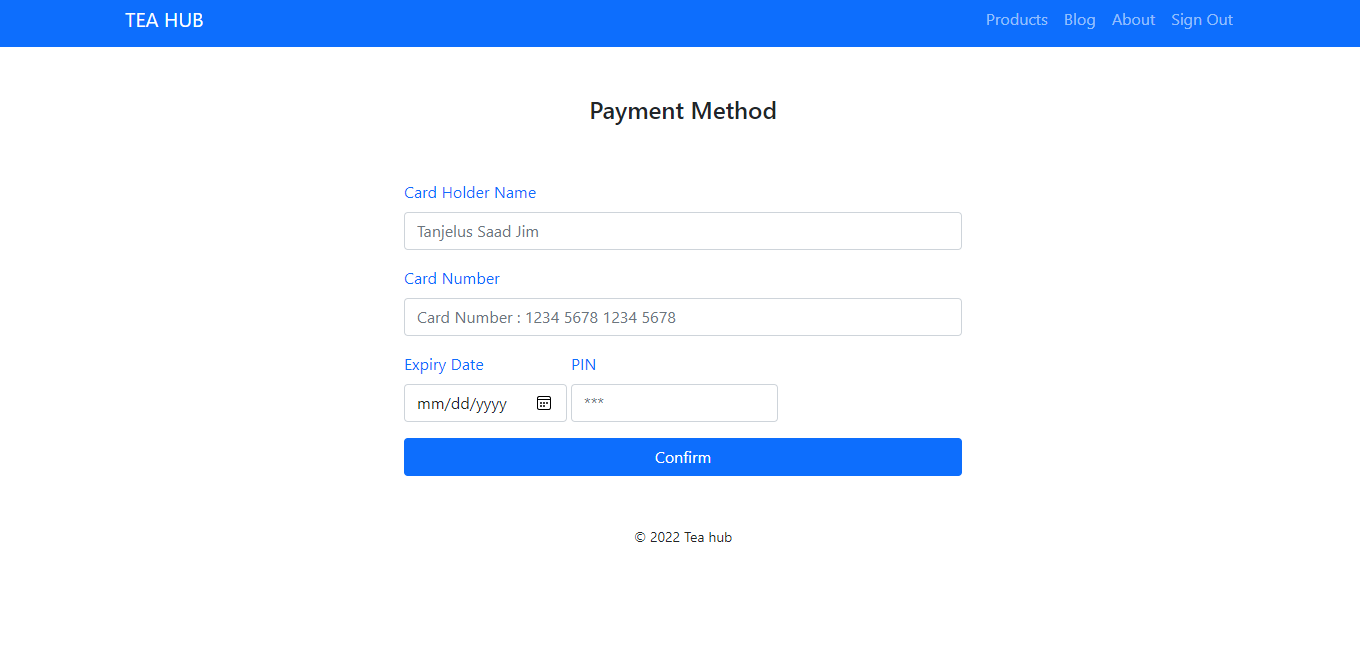 TEA HUB Products Blog About Sign Out
Payment Method
Card Holder Name
Tanjelus Saad Jim
Card Number
Card Number : 1234 5678 1234 5678
Expiry Date PIN
mm/dd/yyyy ***
Confirm
© 2022 Tea hub